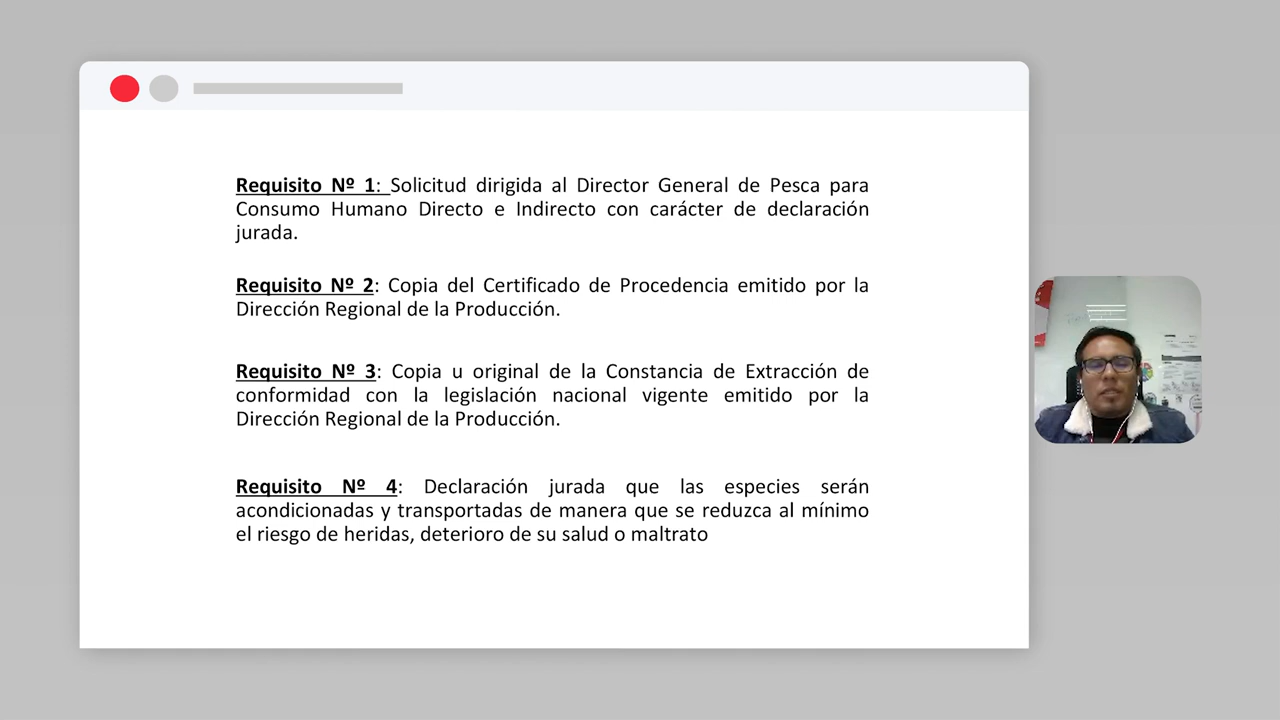 Requisito Nº 1: Solicitud dirigida al Director General de Pesca para
Consumo Humano Directo e Indirecto con carácter de declaración
jurada.
Requisito Nº 2: Copia del Certificado de Procedencia emitido por la
Dirección Regional de la Producción.
Requisito Nº 3: Copia u original de la Constancia de Extracción de
conformidad con la legislación nacional vigente emitido por la
Dirección Regional de la Producción.
Requisito Nº 4: Declaración jurada que las especies serán
acondicionadas y transportadas de manera que se reduzca al mínimo
el riesgo de heridas, deterioro de su salud o maltrato